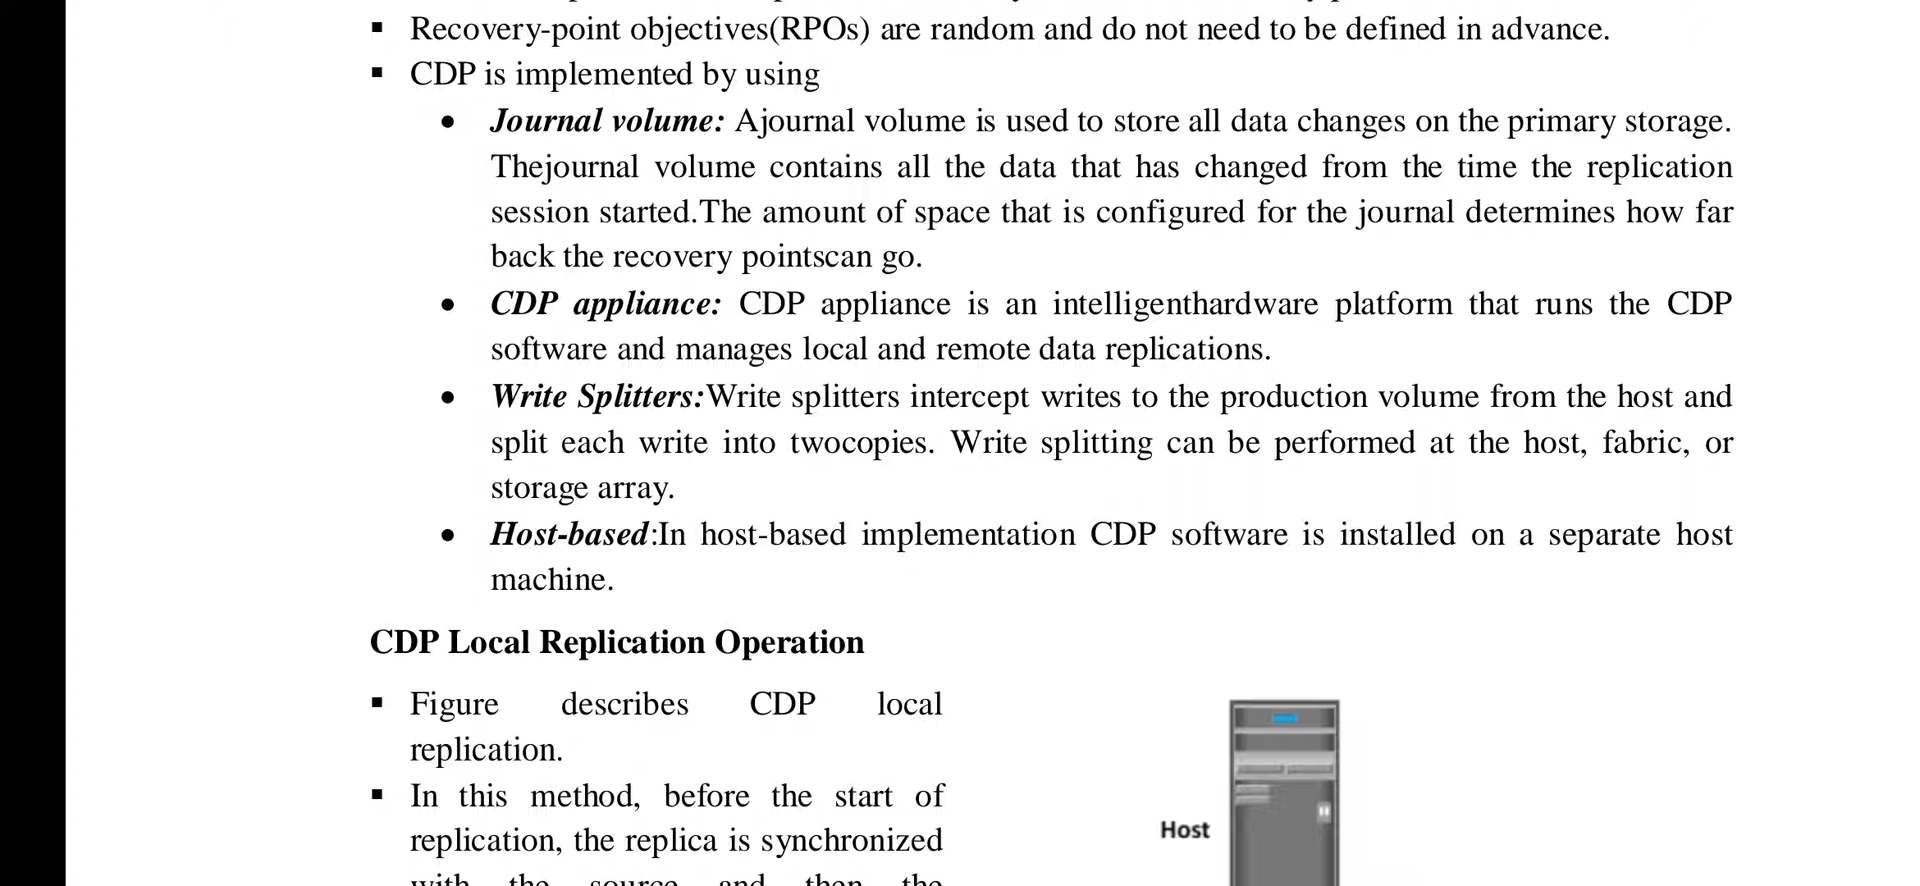 ▪ Recovery-point objectives(RPOs) are random and do not need to be defined in advance.
▪ CDP is implemented by using
• Journal volume: Ajournal volume is used to store all data changes on the primary storage.
Thejournal volume contains all the data that has changed from the time the replication
session started.The amount of space that is configured for the journal determines how far
back the recovery pointscan go.
• CDP appliance: CDP appliance is an intelligenthardware platform that runs the CDP
software and manages local and remote data replications.
• Write Splitters:Write splitters intercept writes to the production volume from the host and
split each write into twocopies. Write splitting can be performed at the host, fabric, or
storage array.
• Host-based:In host-based implementation CDP software is installed on a separate host
machine.
CDP Local Replication Operation
▪ Figure describes CDP local
replication.
▪ In this method, before the start of
replication, the replica is synchronized
with the source and then the
Host